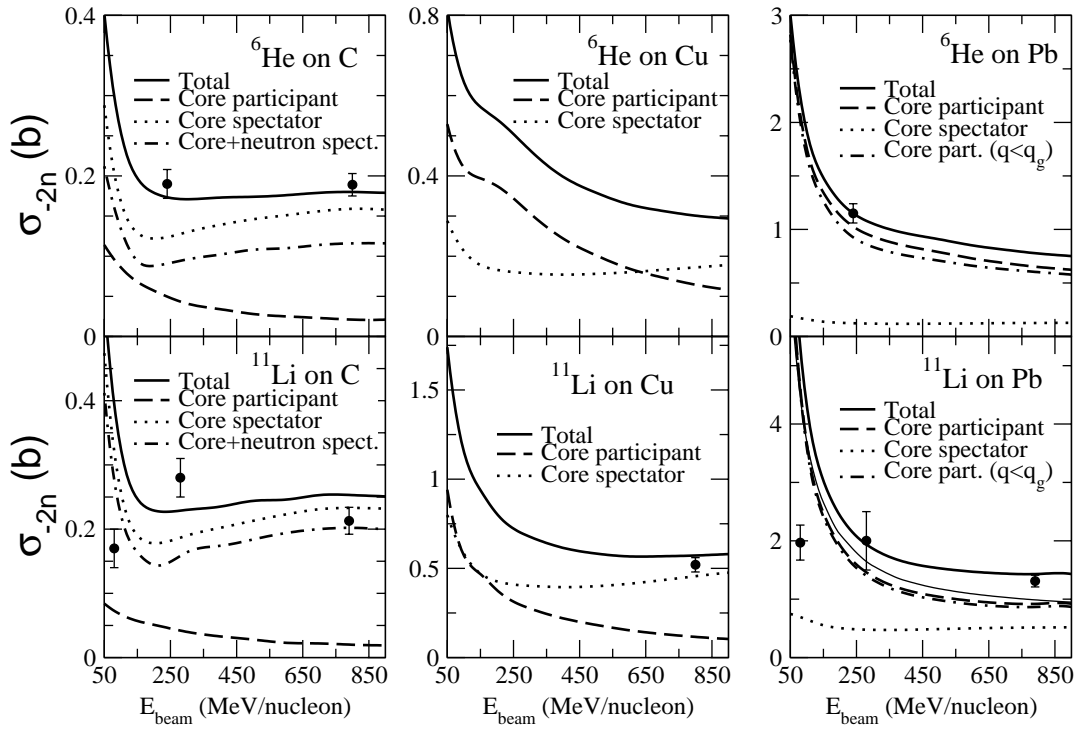 0.4
0.2
0
σ-2n (b)
6He on C
Total
Core participant
Core spectator
Core+neutron spect.
0.8
0.4
0
6He on Cu
Total
Core participant
Core spectator
3
2
1
0
6He on Pb
Total
Core participant
Core spectator
Core part. (q<qg)
0.4
0.2
0
σ-2n (b)
11Li on C
Total
Core participant
Core spectator
Core+neutron spect.
50 250 450 650 850
Ebeam (MeV/nucleon)
1.5
1
0.5
0
11Li on Cu
Total
Core participant
Core spectator
50 250 450 650 850
Ebeam (MeV/nucleon)
4
2
0
11Li on Pb
Total
Core participant
Core spectator
Core part. (q<qg)
50 250 450 650 850
Ebeam (MeV/nucleon)